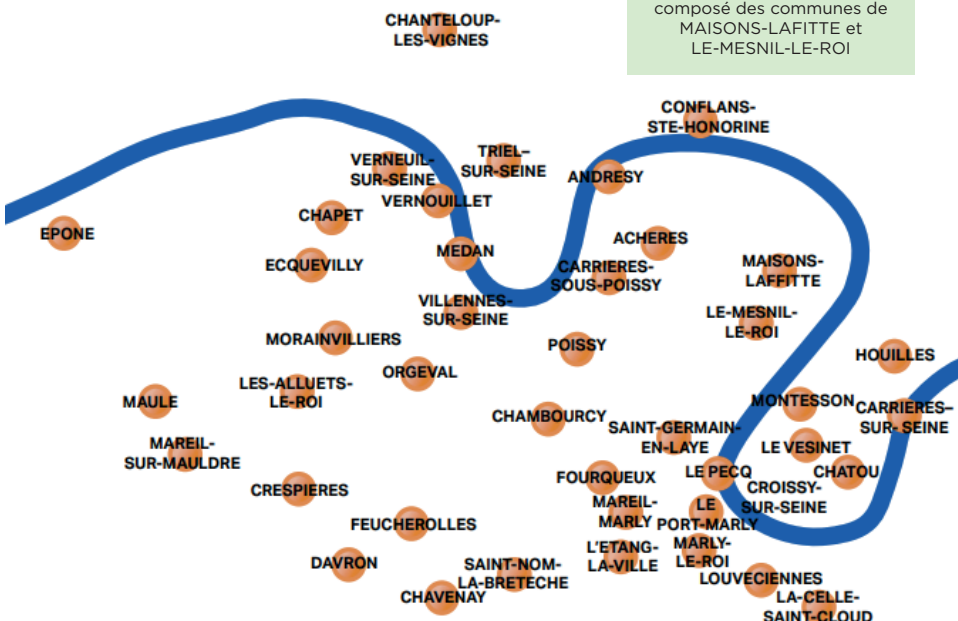 composé des communes de
MAISONS-LAFITTE et
LE-MESNIL-LE-ROI
CHANTELOUP-
LES-VIGNES
CONFLANS-
STE-HONORINE
TRIEL–
SUR-SEINE
VERNEUIL-
SUR-SEINE
ANDRESY
VERNOUILLET
CHAPET
EPONE
ACHERES
MEDAN
ECQUEVILLY
CARRIERES-
SOUS-POISSY
MAISONS-
LAFFITTE
VILLENNES-
SUR-SEINE
LE-MESNIL-
LE-ROI
MORAINVILLIERS
POISSY
HOUILLES
ORGEVAL
LES-ALLUETS-
LE-ROI
MAULE
MONTESSON
CARRIERES–
SUR-SEINE
CHAMBOURCY
SAINT-GERMAIN-
EN-LAYE
LE VESINET
MAREIL-
SUR-MAULDRE
FOURQUEUX
LE PECQ
CHATOU
CRESPIERES
CROISSY-
SUR-SEINE
MAREIL-
MARLY
LE
PORT-MARLY
FEUCHEROLLES
L'ETANG-
LA-VILLE
MARLY-
LE-ROI
DAVRON
SAINT-NOM-
LA-BRETECHE
LOUVECIENNES
CHAVENAY
LA-CELLE-
SAINT-CLOUD